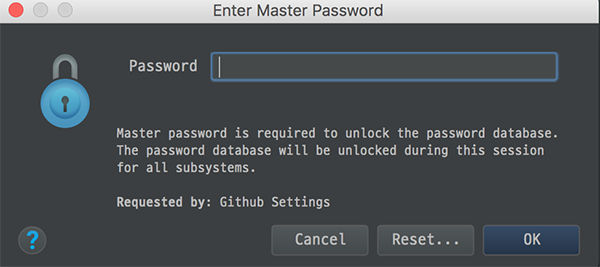 Enter Master Password
Password
Master password is required to unlock the password database.
The password database will be unlocked during this session
for all subsystems.
Requested by: Github Settings
?
Cancel
Reset...
OK